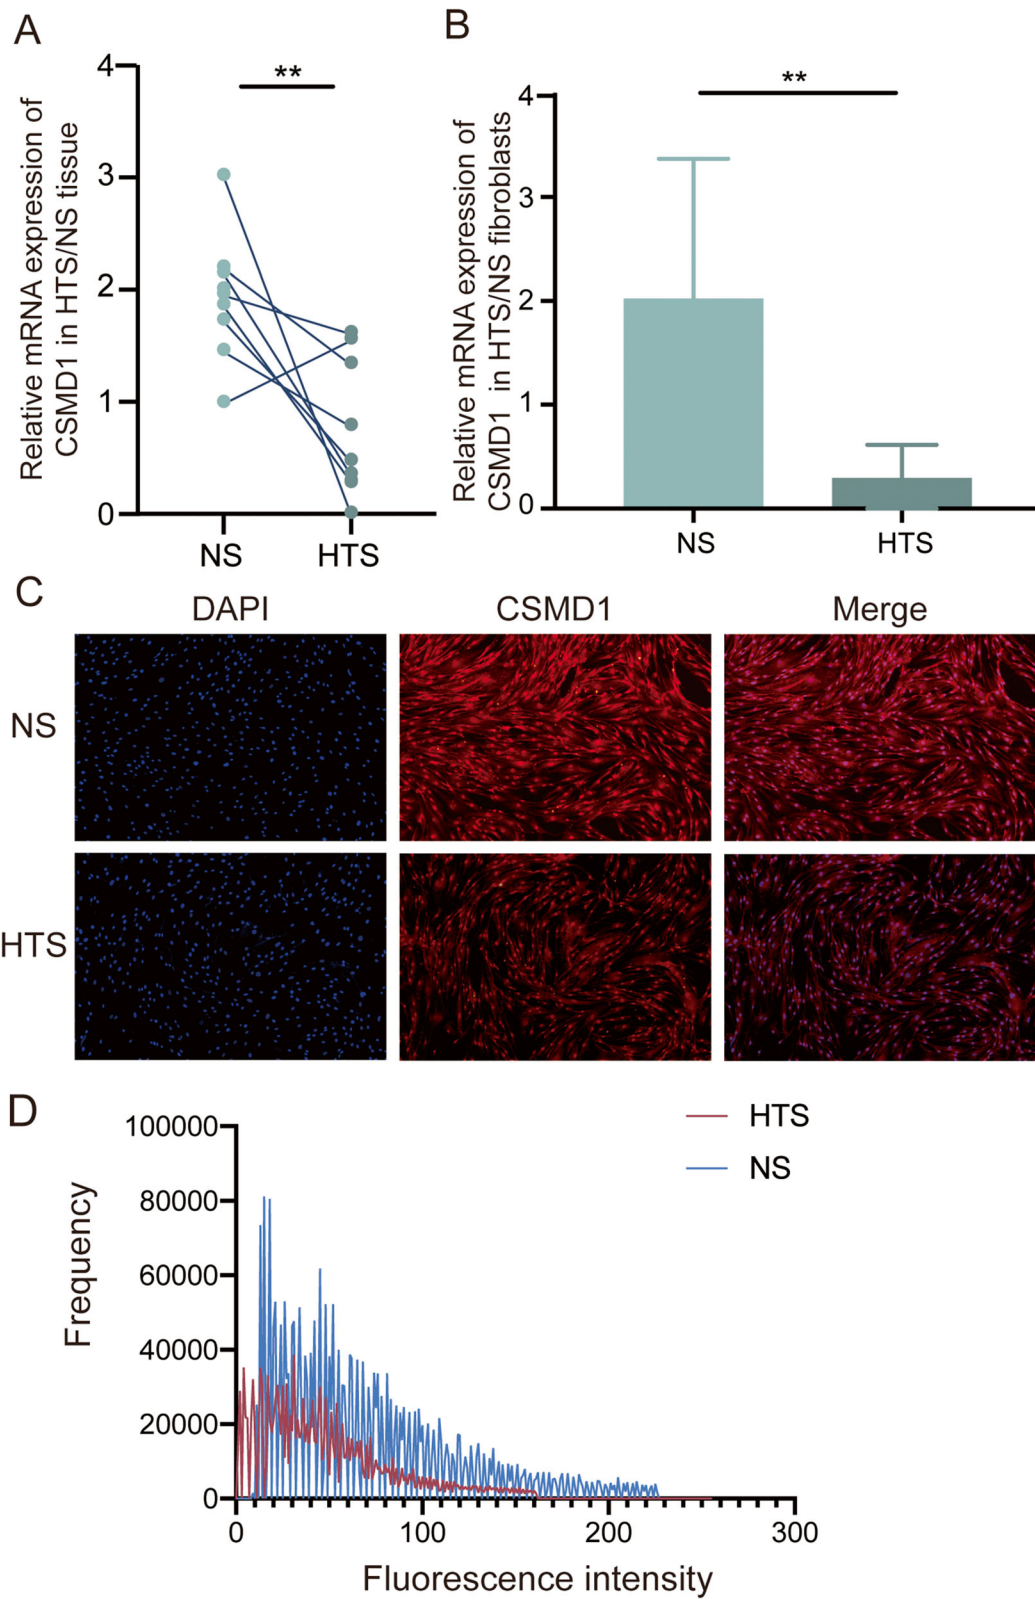 A
Relative mRNA expression of
CSMD1 in HTS/NS tissue
4
3
2
1
0
**
NS
HTS
B
Relative mRNA expression of
CSMD1 in HTS/NS fibroblasts
4
3
2
1
0
**
NS
HTS
C
DAPI
CSMD1
Merge
NS
HTS
D
Frequency
100000
80000
60000
40000
20000
0
HTS
NS
0
100
200
300
Fluorescence intensity